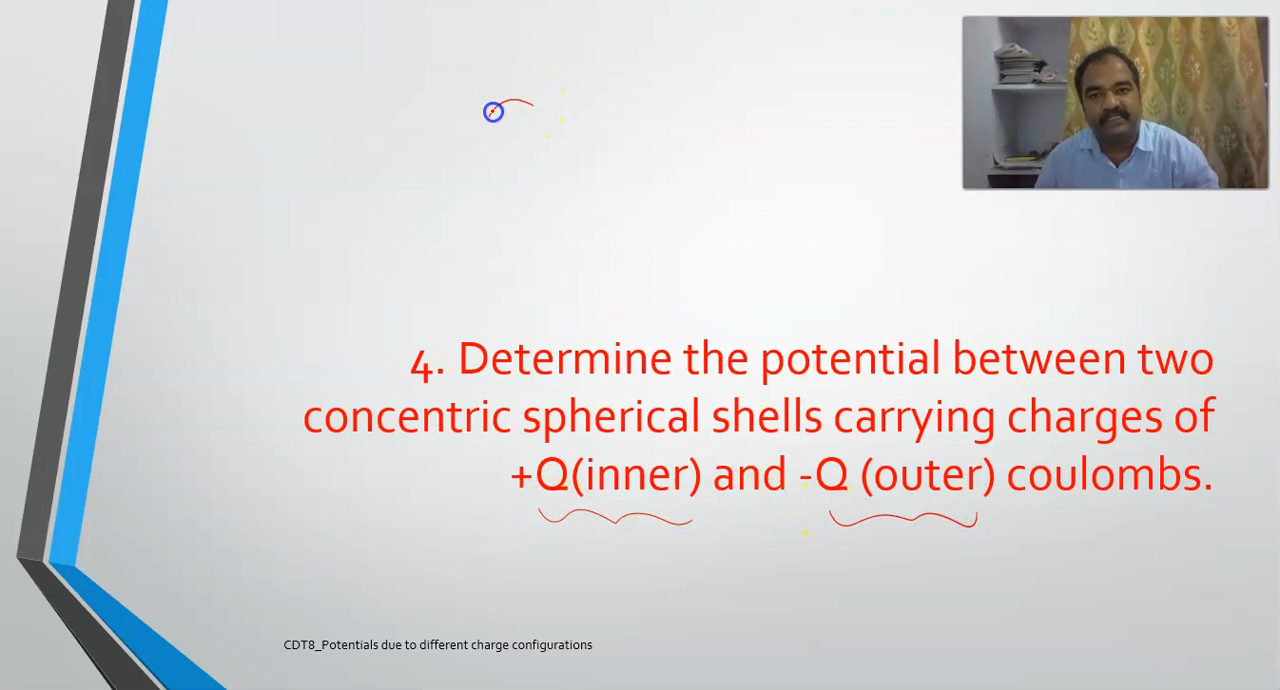 4. Determine the potential between two
concentric spherical shells carrying charges of
+Q(inner) and -Q (outer) coulombs.
CDT8_Potentials due to different charge configurations